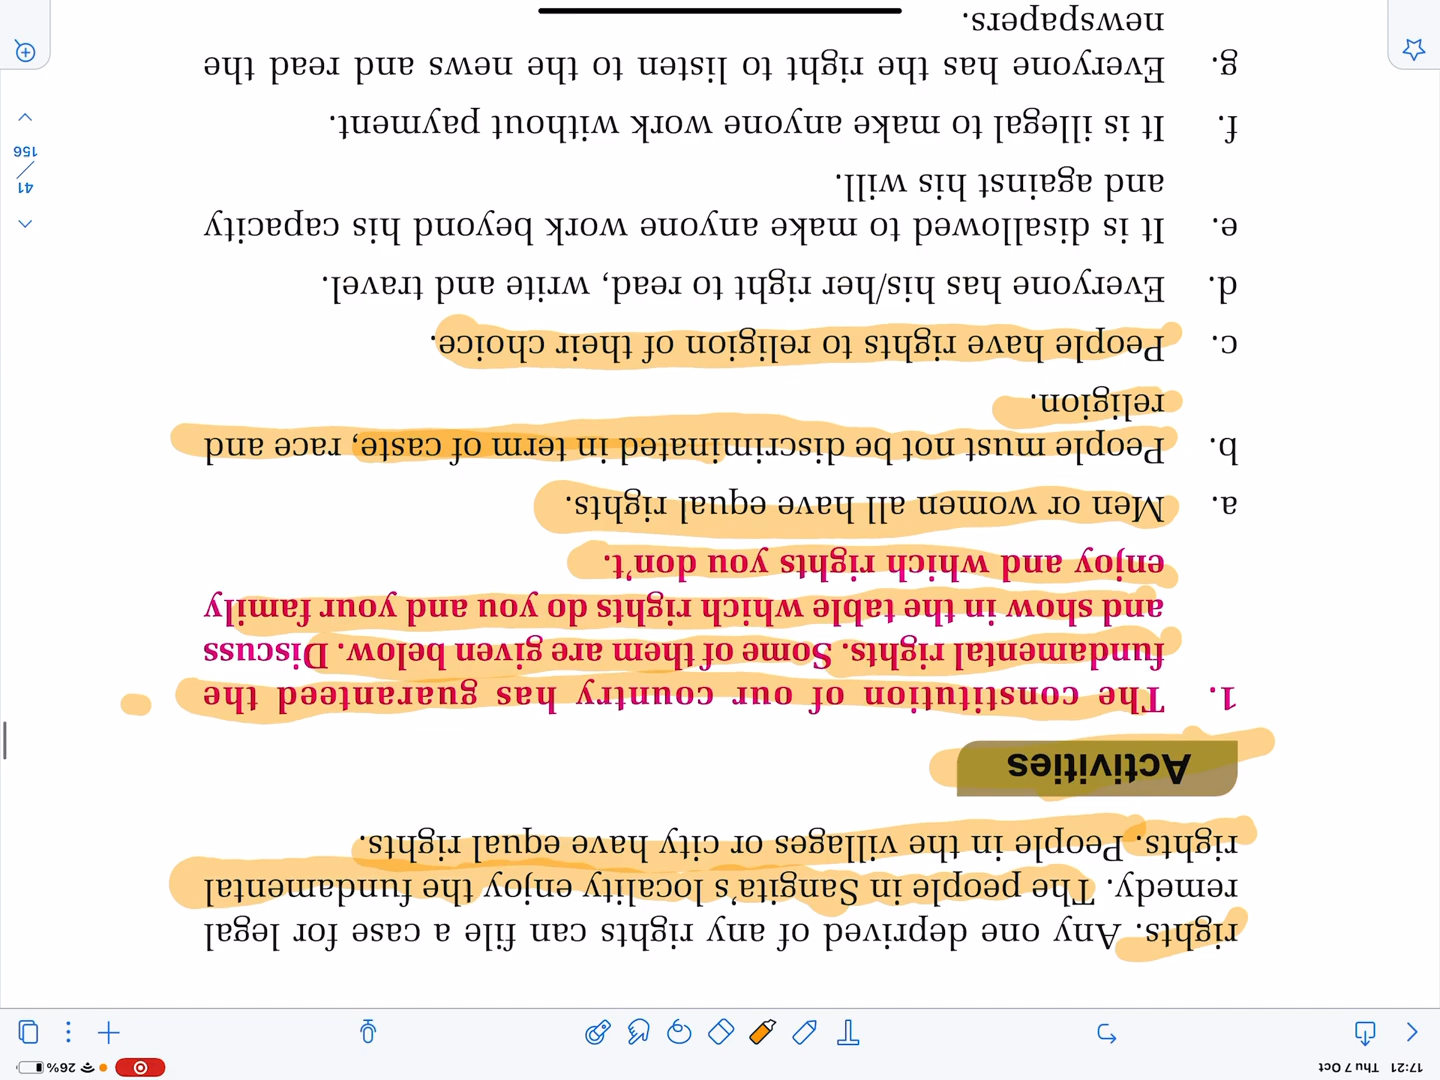 17:21 Thu 7 Oct
26%
rights. Any one deprived of any rights can file a case for legal
remedy. The people in Sangita's locality enjoy the fundamental
rights. People in the villages or city have equal rights.
Activities
1. The constitution of our country has guaranteed the
fundamental rights. Some of them are given below. Discuss
and show in the table which rights do you and your family
enjoy and which rights you don't.
a. Men or women all have equal rights.
b. People must not be discriminated in term of caste, race and
religion.
c. People have rights to religion of their choice.
d. Everyone has his/her right to read, write and travel.
e. It is disallowed to make anyone work beyond his capacity
and against his will.
f. It is illegal to make anyone work without payment.
g. Everyone has the right to listen to the news and read the
newspapers.
41
156